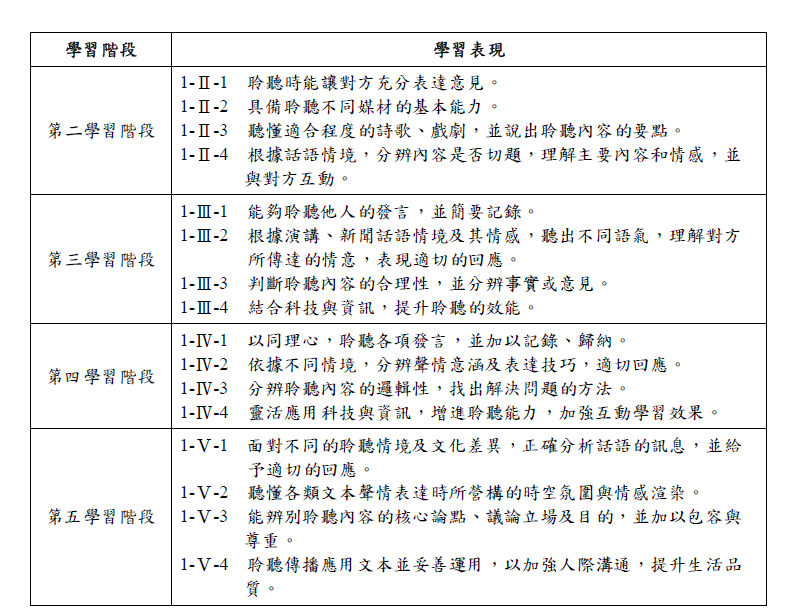 學習階段 學習表現
第二學習階段
1-Ⅱ-1 聆聽時能讓對方充分表達意見。
1-Ⅱ-2 具備聆聽不同媒材的基本能力。
1-Ⅱ-3 聽懂適合程度的詩歌、戲劇，並說出聆聽內容的要點。
1-Ⅱ-4 根據話語情境，分辨內容是否切題，理解主要內容和情感，並
與對方互動。
第三學習階段
1-Ⅲ-1 能夠聆聽他人的發言，並簡要記錄。
1-Ⅲ-2 根據演講、新聞話語情境及其情感，聽出不同語氣，理解對方
所傳達的情意，表現適切的回應。
1-Ⅲ-3 判斷聆聽內容的合理性，並分辨事實或意見。
1-Ⅲ-4 結合科技與資訊，提升聆聽的效能。
第四學習階段
1-Ⅳ-1 以同理心，聆聽各項發言，並加以記錄、歸納。
1-Ⅳ-2 依據不同情境，分辨聲情意涵及表達技巧，適切回應。
1-Ⅳ-3 分辨聆聽內容的邏輯性，找出解決問題的方法。
1-Ⅳ-4 靈活應用科技與資訊，增進聆聽能力，加強互動學習效果。
第五學習階段
1-Ⅴ-1 面對不同的聆聽情境及文化差異，正確分析話語的訊息，並給
予適切的回應。
1-Ⅴ-2 聽懂各類文本聲情表達時所營構的時空氛圍與情感渲染。
1-Ⅴ-3 能辨別聆聽內容的核心論點、議論立場及目的，並加以包容與
尊重。
1-Ⅴ-4 聆聽傳播應用文本並妥善運用，以加強人際溝通，提升生活品
質。